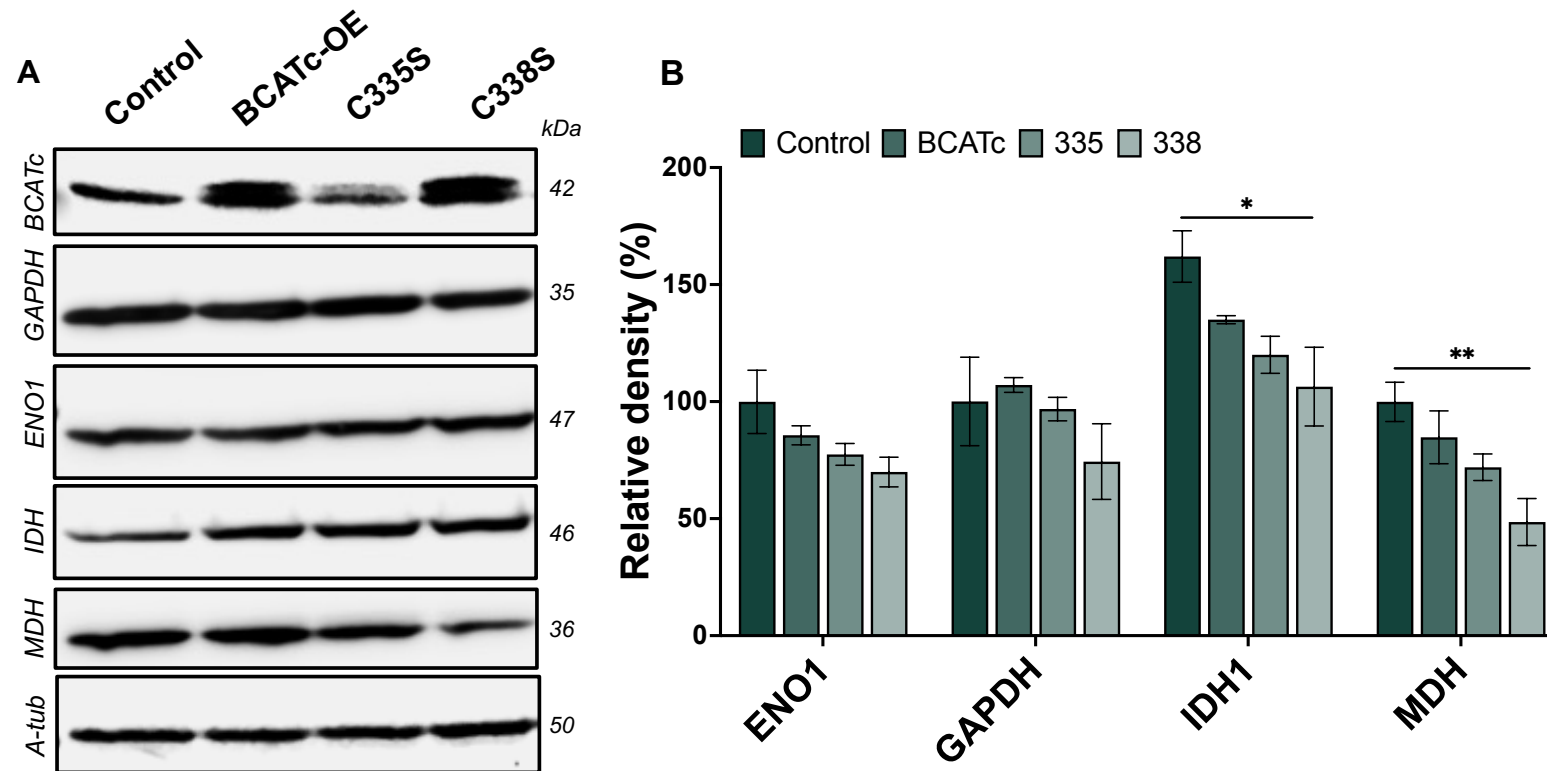 A
Control
BCATc-OE
C335S
C338S
kDa
BCATc
42
GAPDH
35
ENO1
47
IDH
46
MDH
36
A-tub
50
B
Control BCATc 335 338
Relative density (%)
200
150
100
50
0
*
**
ENO1
GAPDH
IDH1
MDH